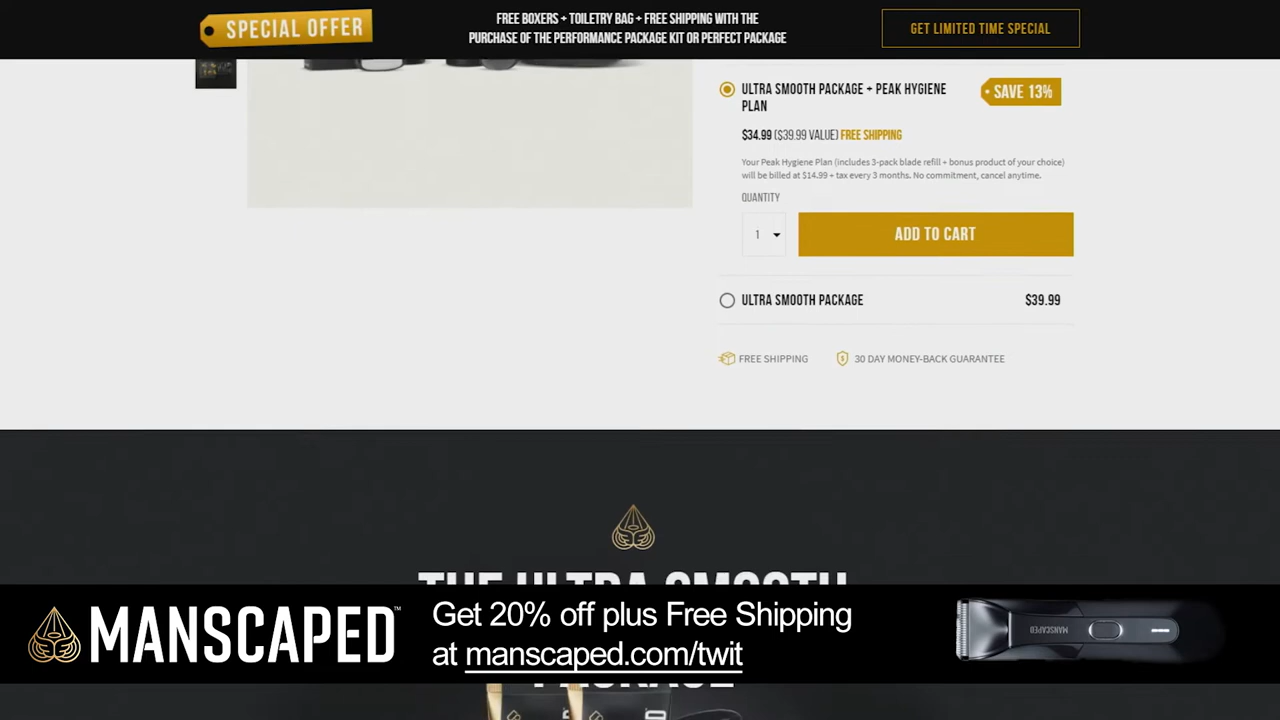 SPECIAL OFFER
FREE BOXERS + TOILETRY BAG + FREE SHIPPING WITH THE
PURCHASE OF THE PERFORMANCE PACKAGE KIT OR PERFECT PACKAGE
GET LIMITED TIME SPECIAL
ULTRA SMOOTH PACKAGE + PEAK HYGIENE
PLAN
SAVE 13%
$34.99 ($39.99 VALUE) FREE SHIPPING
Your Peak Hygiene Plan (includes 3-pack blade refill + bonus product of your choice)
will be billed at $14.99 + tax every 3 months. No commitment, cancel anytime.
QUANTITY
1
ADD TO CART
ULTRA SMOOTH PACKAGE
$39.99
FREE SHIPPING
30 DAY MONEY-BACK GUARANTEE
THE ULTRA SMOOTH
PACKAGE
MANSCAPED™
Get 20% off plus Free Shipping
at manscaped.com/twit
MANSCAPED